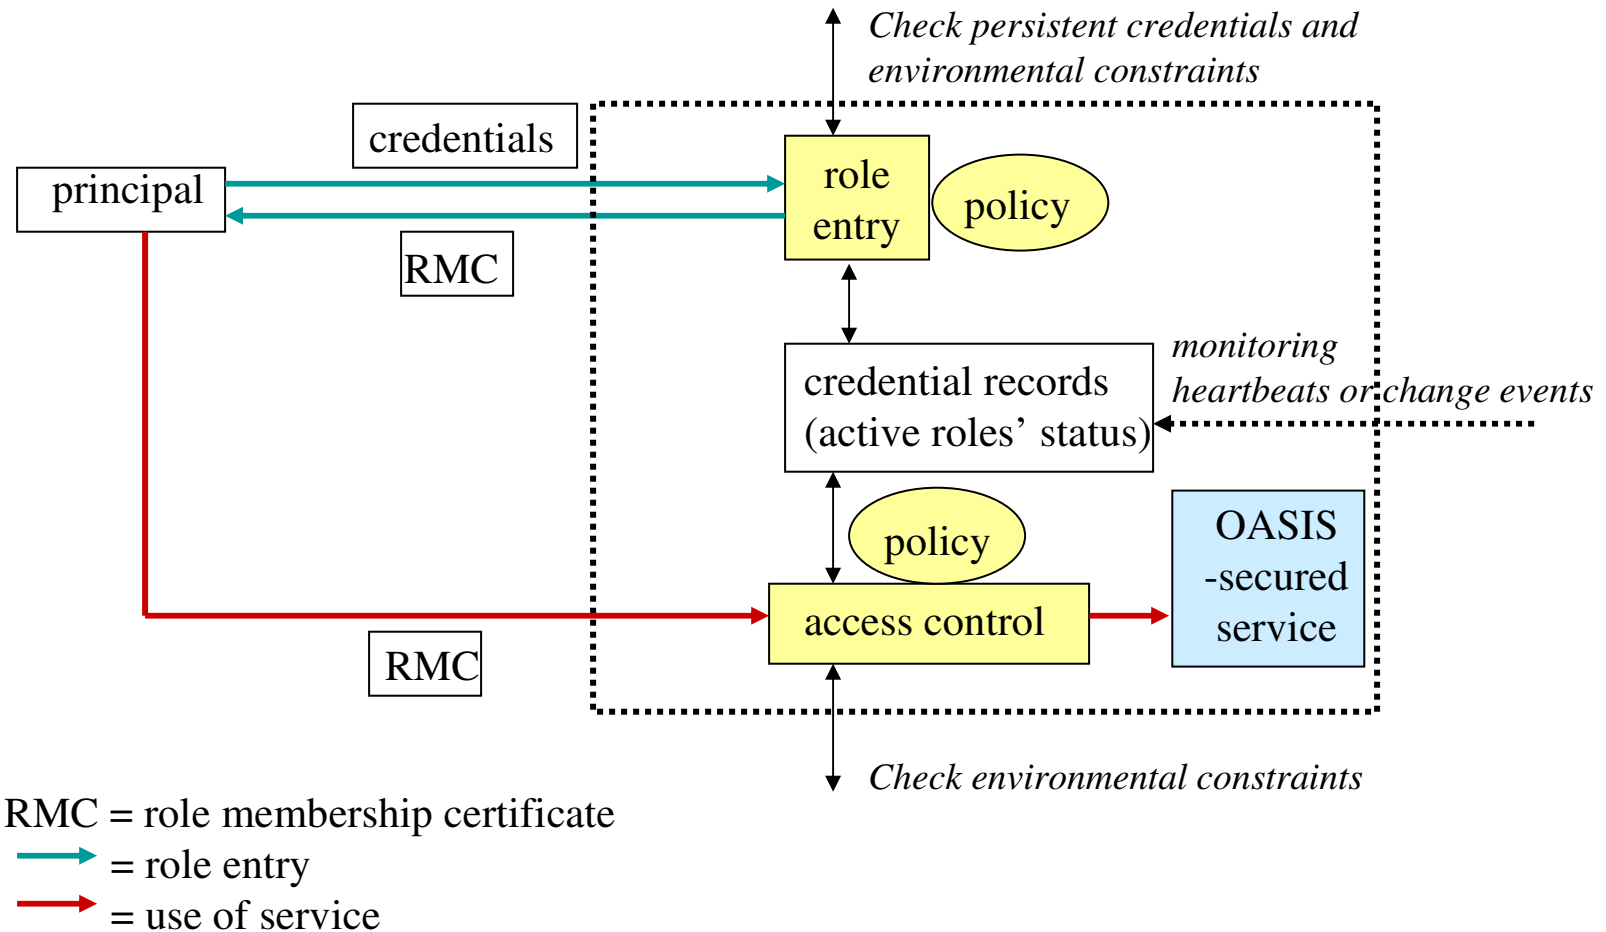 Check persistent credentials and
environmental constraints
credentials
principal
role
entry
policy
RMC
monitoring
heartbeats or change events
credential records
(active roles’ status)
policy
OASIS
-secured
service
access control
RMC
Check environmental constraints
RMC = role membership certificate
= role entry
= use of service